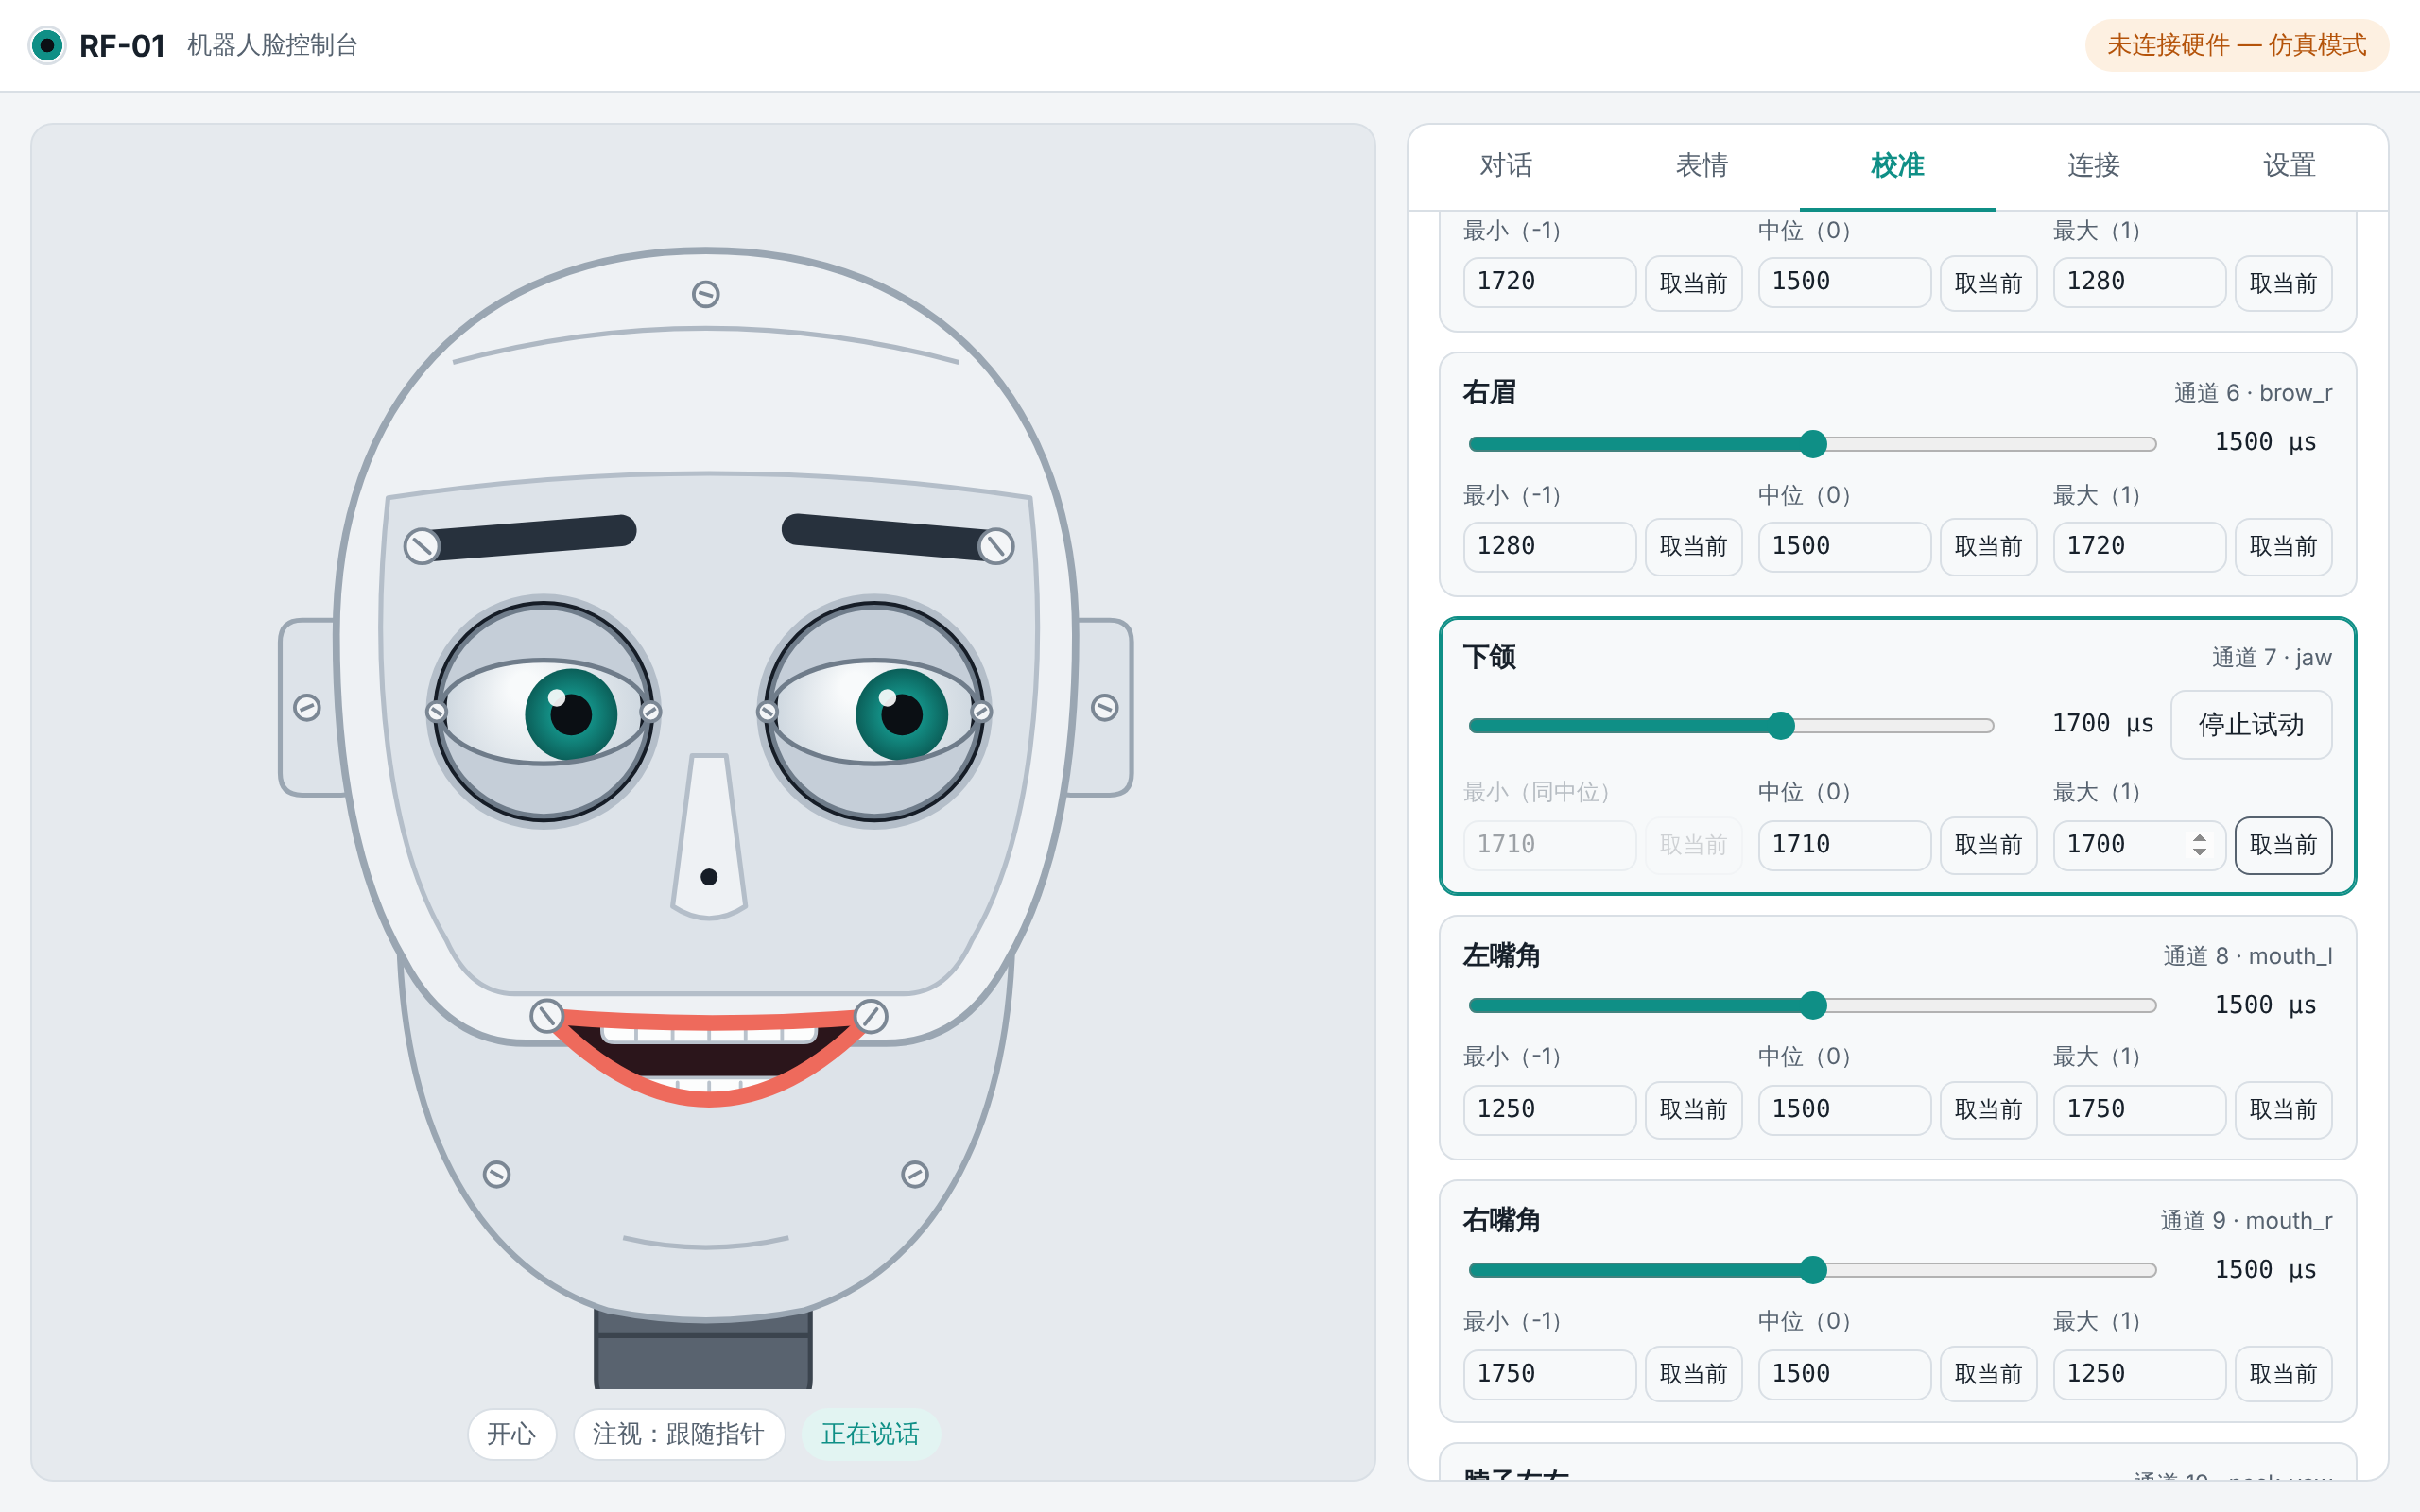 RF-01 机器人脸控制台
未连接硬件 — 仿真模式
对话 表情 校准 连接 设置
最小（-1） 中位（0） 最大（1）
1720 取当前 1500 取当前 1280 取当前
右眉 通道 6 · brow_r
1500 µs
最小（-1） 中位（0） 最大（1）
1280 取当前 1500 取当前 1720 取当前
下颌 通道 7 · jaw
1700 µs 停止试动
最小（同中位） 中位（0） 最大（1）
1710 取当前 1710 取当前 1700 取当前
左嘴角 通道 8 · mouth_l
1500 µs
最小（-1） 中位（0） 最大（1）
1250 取当前 1500 取当前 1750 取当前
右嘴角 通道 9 · mouth_r
1500 µs
最小（-1） 中位（0） 最大（1）
1750 取当前 1500 取当前 1250 取当前
开心 注视：跟随指针 正在说话